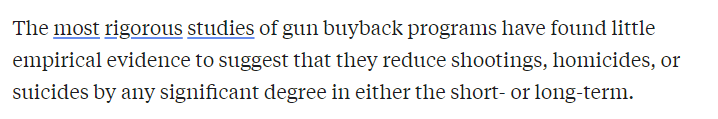 The most rigorous studies of gun buyback programs have found little
empirical evidence to suggest that they reduce shootings, homicides, or
suicides by any significant degree in either the short- or long-term.